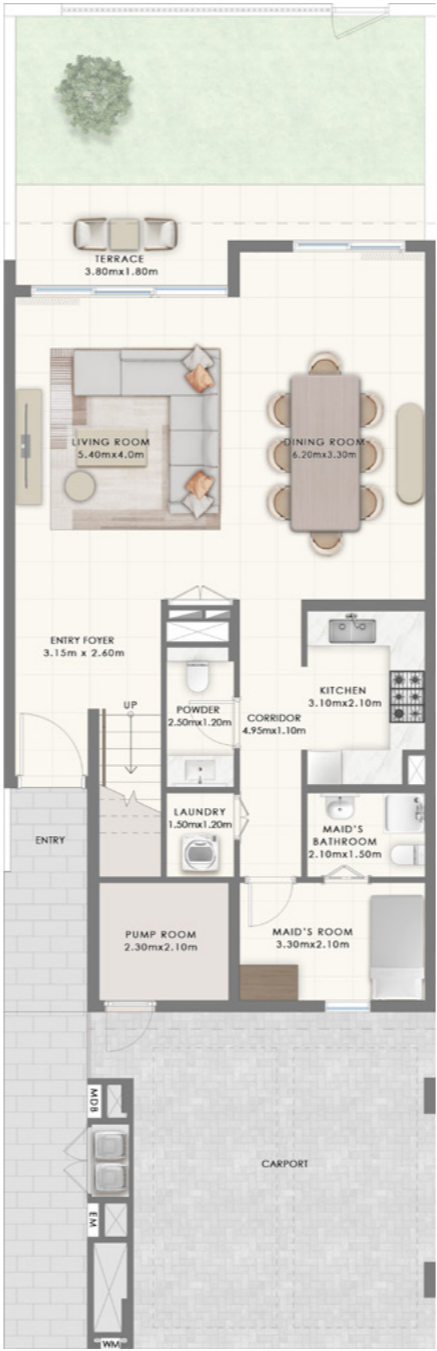 TERRACE
3.80mx1.80m
LIVING ROOM
5.40mx4.0m
DINING ROOM
6.20mx3.30m
ENTRY FOYER
3.15m x 2.60m
UP
POWDER
2.50mx1.20m
CORRIDOR
4.95mx1.10m
KITCHEN
3.10mx2.10m
ENTRY
LAUNDRY
1.50mx1.20m
MAID'S
BATHROOM
2.10mx1.50m
PUMP ROOM
2.30mx2.10m
MAID'S ROOM
3.30mx2.10m
MDB
EM
WM
CARPORT